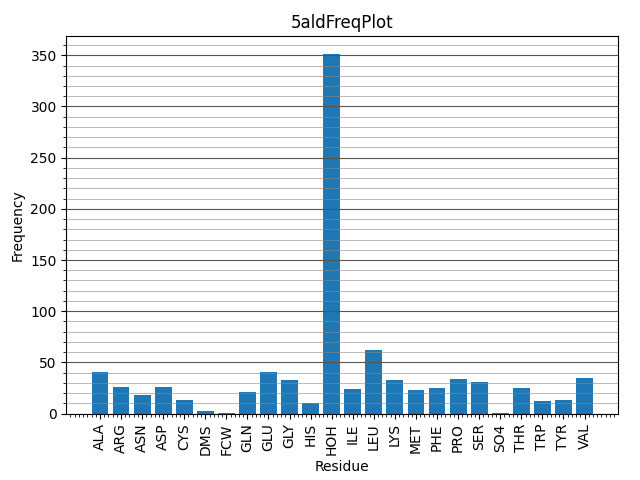 5aldFreqPlot
Frequency
350
300
250
200
150
100
50
0
ALA
ARG
ASN
ASP
CYS
DMS
FCW
GLN
GLU
GLY
HIS
HOH
ILE
LEU
LYS
MET
PHE
PRO
SER
SO4
THR
TRP
TYR
VAL
Residue